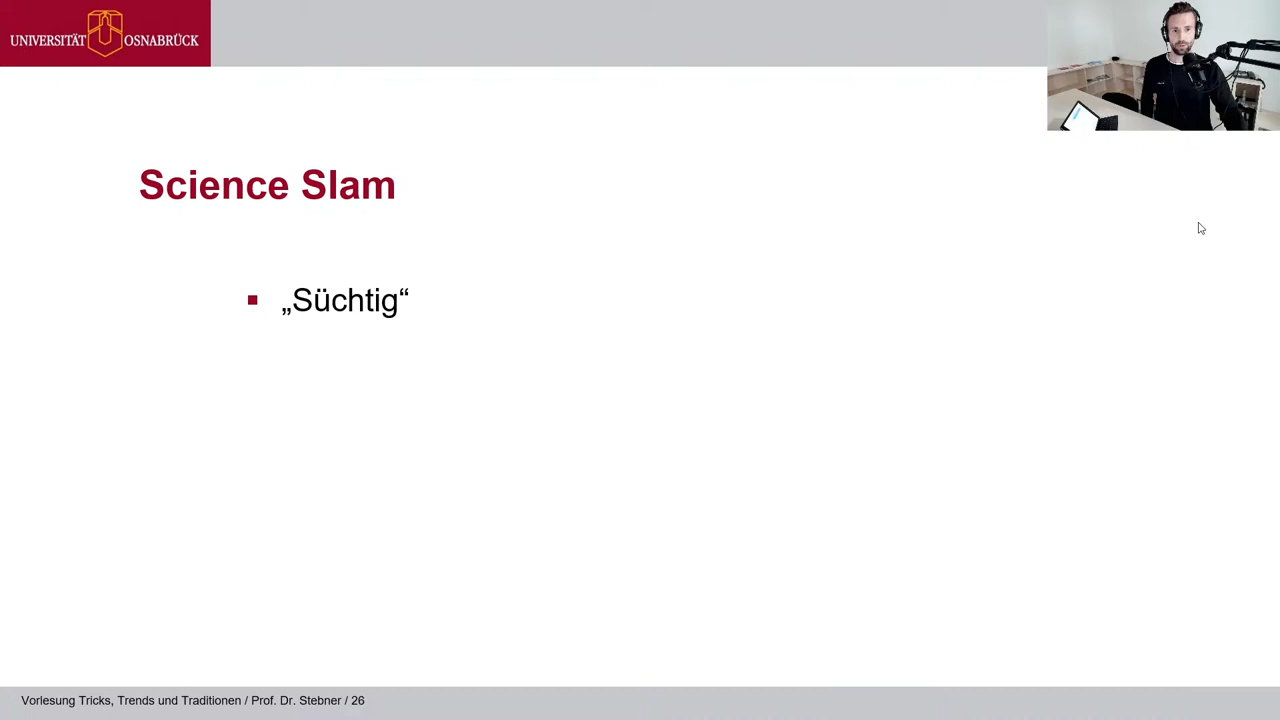 UNIVERSITÄT OSNABRÜCK
Science Slam
„Süchtig“
Vorlesung Tricks, Trends und Traditionen / Prof. Dr. Stebner / 26